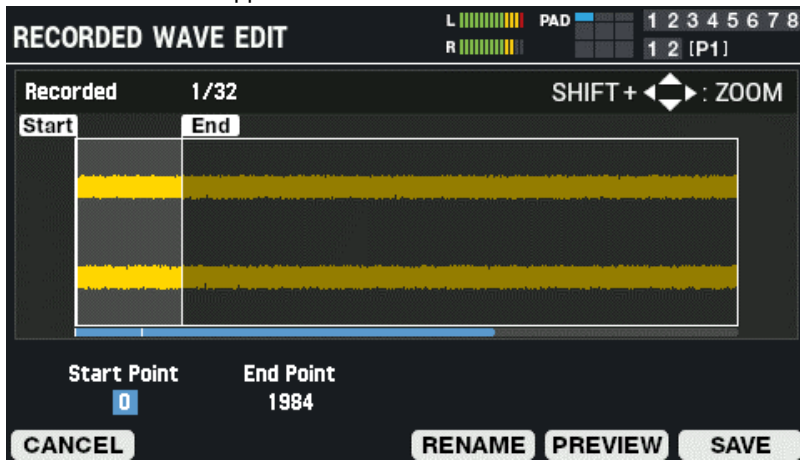 RECORDED WAVE EDIT
L
R
PAD
1 2 3 4 5 6 7 8
1 2 [P1]
Recorded 1/32
SHIFT+ : ZOOM
Start End
Start Point End Point
0 1984
CANCEL RENAME PREVIEW SAVE